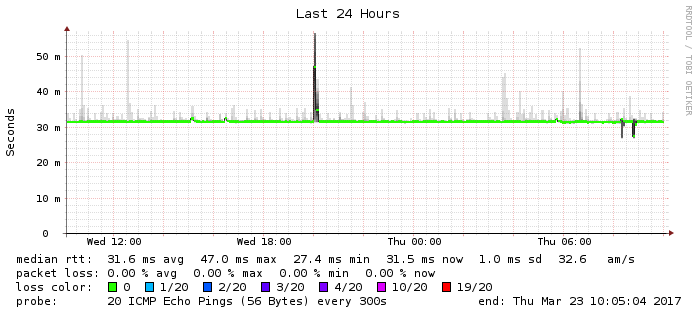 Last 24 Hours
RRDTOOL / TOBI OETIKER
Seconds
50 m
40 m
30 m
20 m
10 m
0
Wed 12:00 Wed 18:00 Thu 00:00 Thu 06:00
median rtt: 31.6 ms avg 47.0 ms max 27.4 ms min 31.5 ms now 1.0 ms sd 32.6 am/s
packet loss: 0.00 % avg 0.00 % max 0.00 % min 0.00 % now
loss color: 0 1/20 2/20 3/20 4/20 10/20 19/20
probe: 20 ICMP Echo Pings (56 Bytes) every 300s end: Thu Mar 23 10:05:04 2017